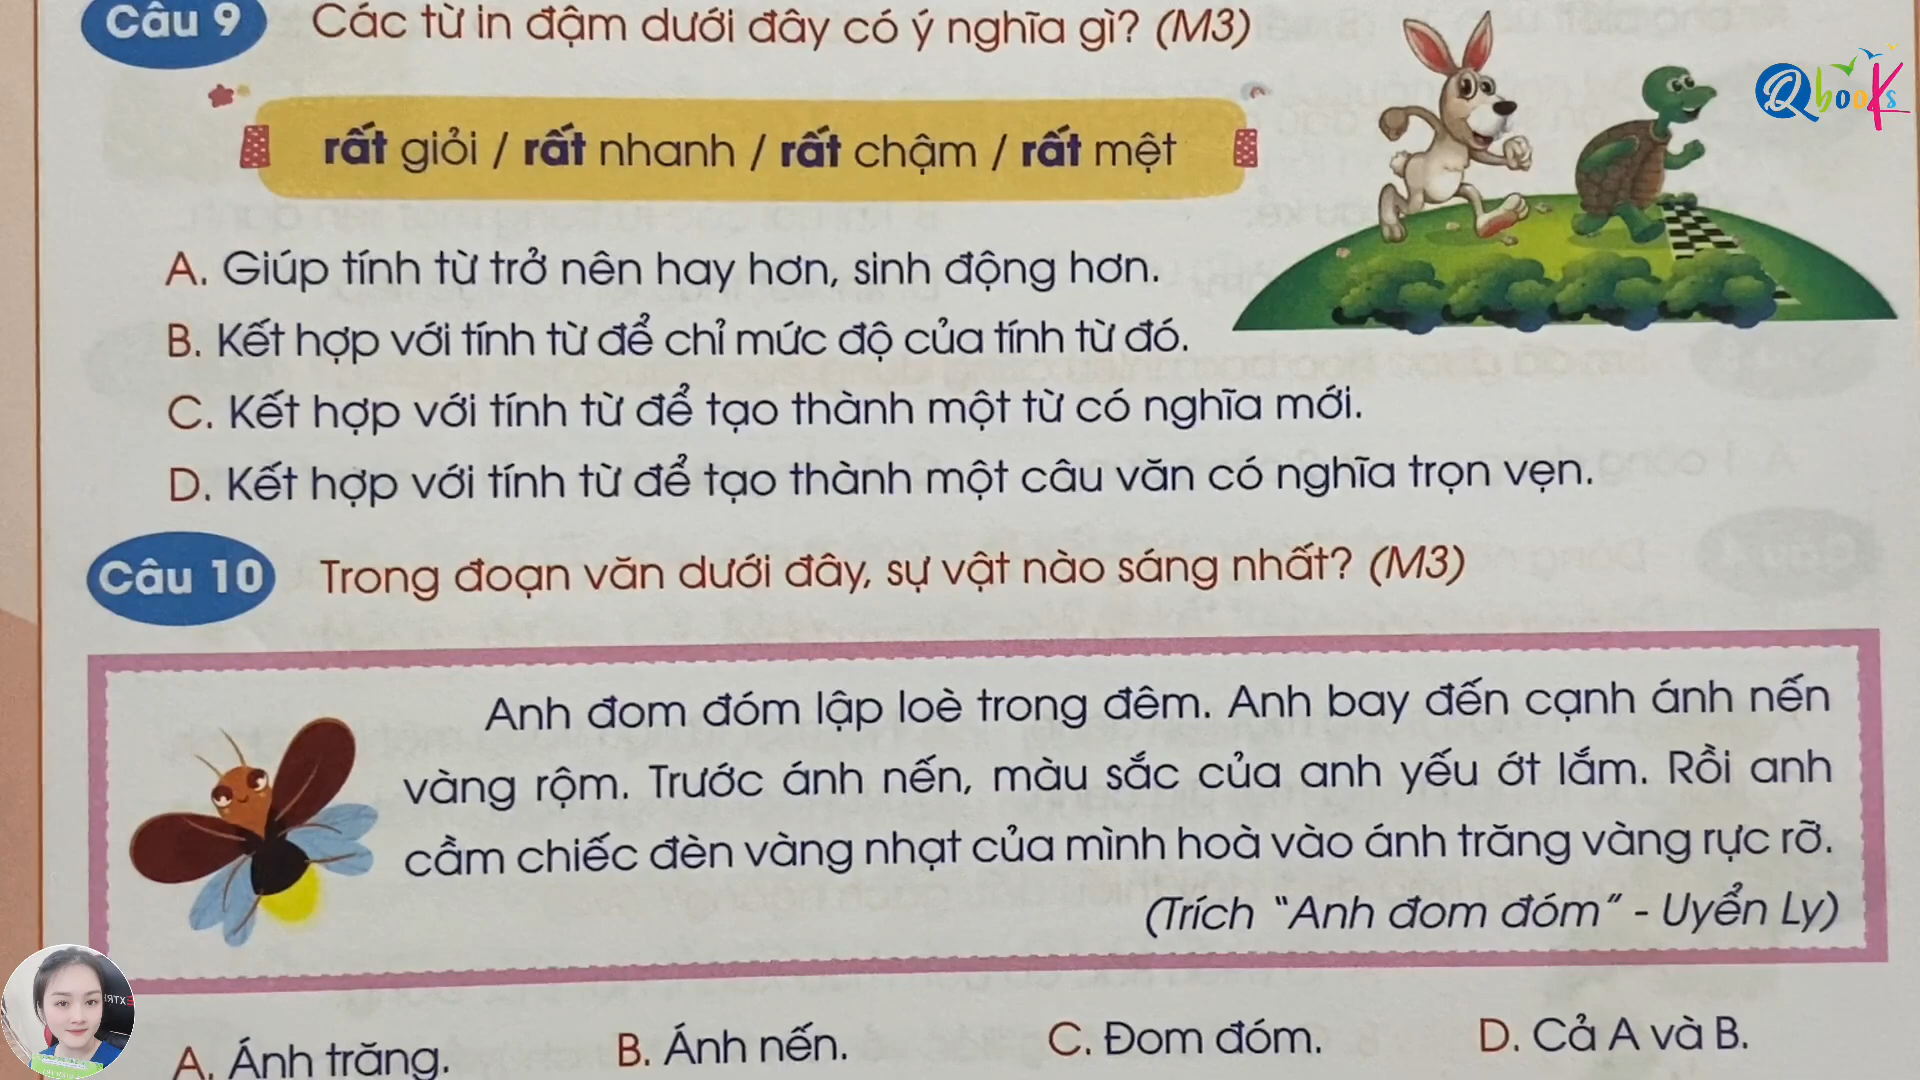 Câu 9 Các từ in đậm dưới đây có ý nghĩa gì? (M3)
Qbooks
rất giỏi / rất nhanh / rất chậm / rất mệt
A. Giúp tính từ trở nên hay hơn, sinh động hơn.
B. Kết hợp với tính từ để chỉ mức độ của tính từ đó.
C. Kết hợp với tính từ để tạo thành một từ có nghĩa mới.
D. Kết hợp với tính từ để tạo thành một câu văn có nghĩa trọn vẹn.
Câu 10 Trong đoạn văn dưới đây, sự vật nào sáng nhất? (M3)
Anh đom đóm lập loè trong đêm. Anh bay đến cạnh ánh nến
vàng rộm. Trước ánh nến, màu sắc của anh yếu ớt lắm. Rồi anh
cầm chiếc đèn vàng nhạt của mình hoà vào ánh trăng vàng rực rỡ.
(Trích “Anh đom đóm” - Uyển Ly)
A. Ánh trăng. B. Ánh nến. C. Đom đóm. D. Cả A và B.